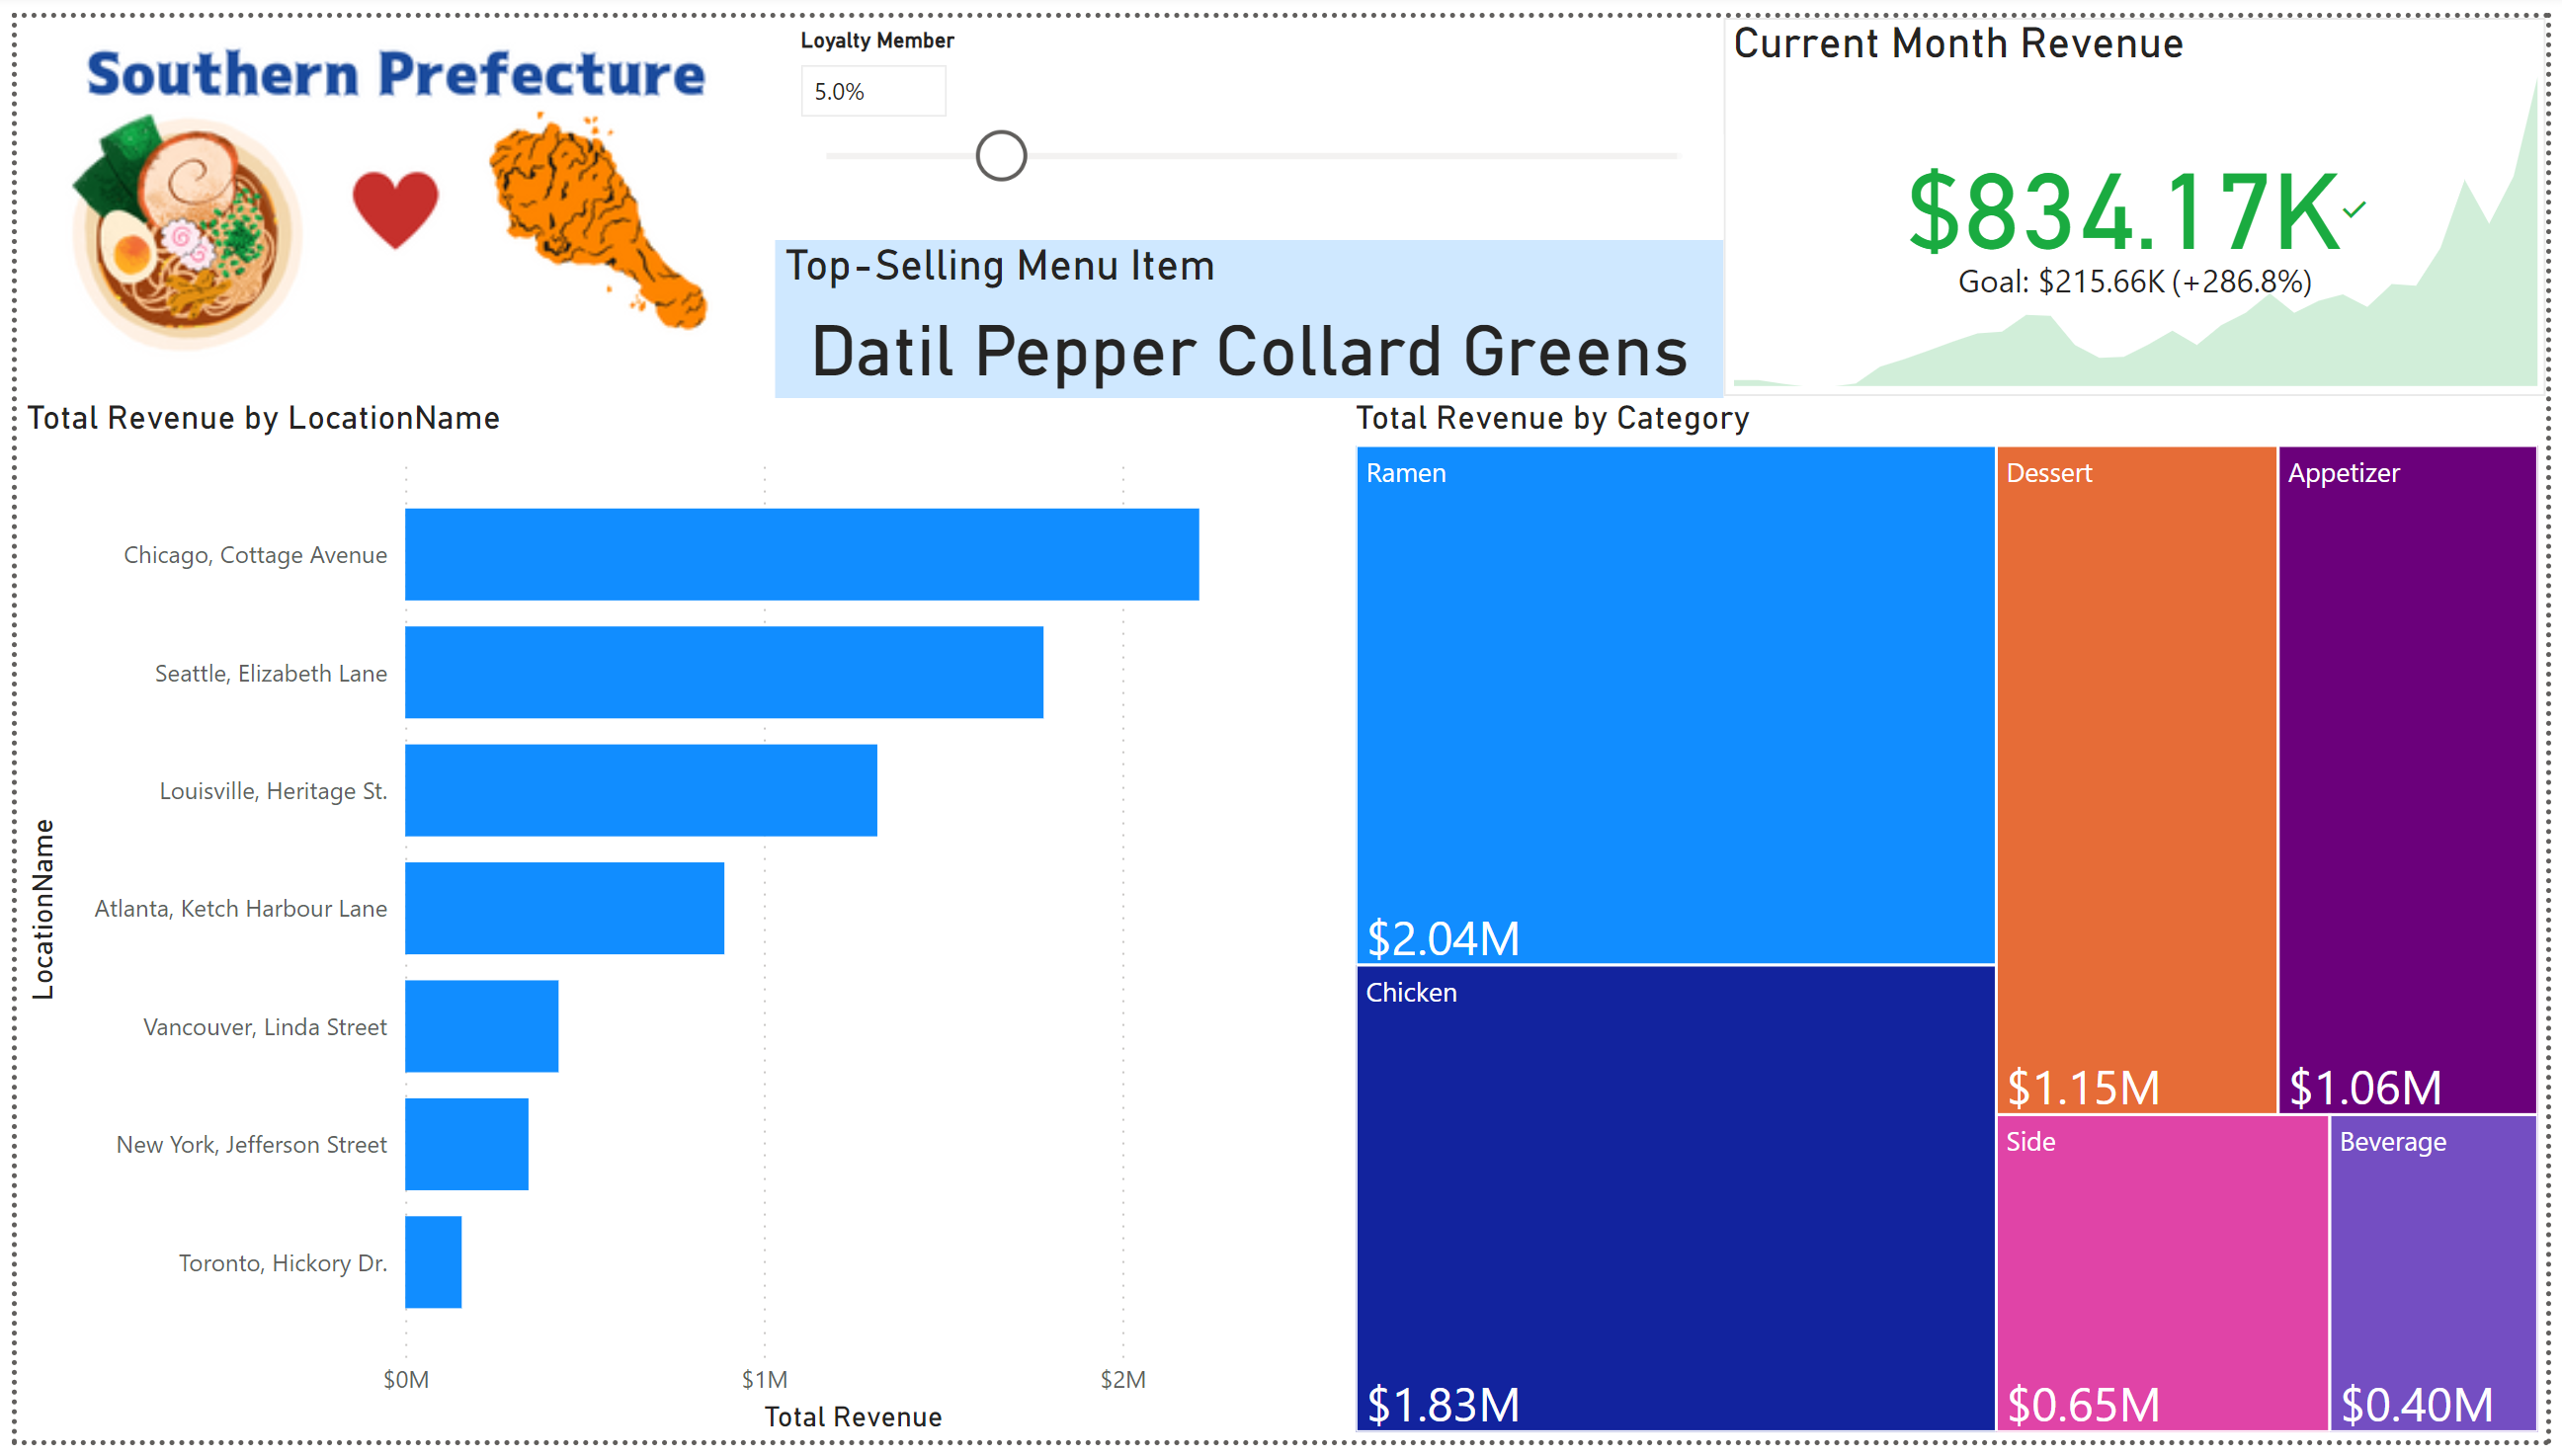 Southern Prefecture
Loyalty Member
5.0%
Top-Selling Menu Item
Datil Pepper Collard Greens
Current Month Revenue
$834.17K
Goal: $215.66K (+286.8%)
Total Revenue by LocationName
LocationName
Chicago, Cottage Avenue
Seattle, Elizabeth Lane
Louisville, Heritage St.
Atlanta, Ketch Harbour Lane
Vancouver, Linda Street
New York, Jefferson Street
Toronto, Hickory Dr.
$0M $1M $2M
Total Revenue
Total Revenue by Category
Ramen
$2.04M
Chicken
$1.83M
Dessert
$1.15M
Appetizer
$1.06M
Side
$0.65M
Beverage
$0.40M